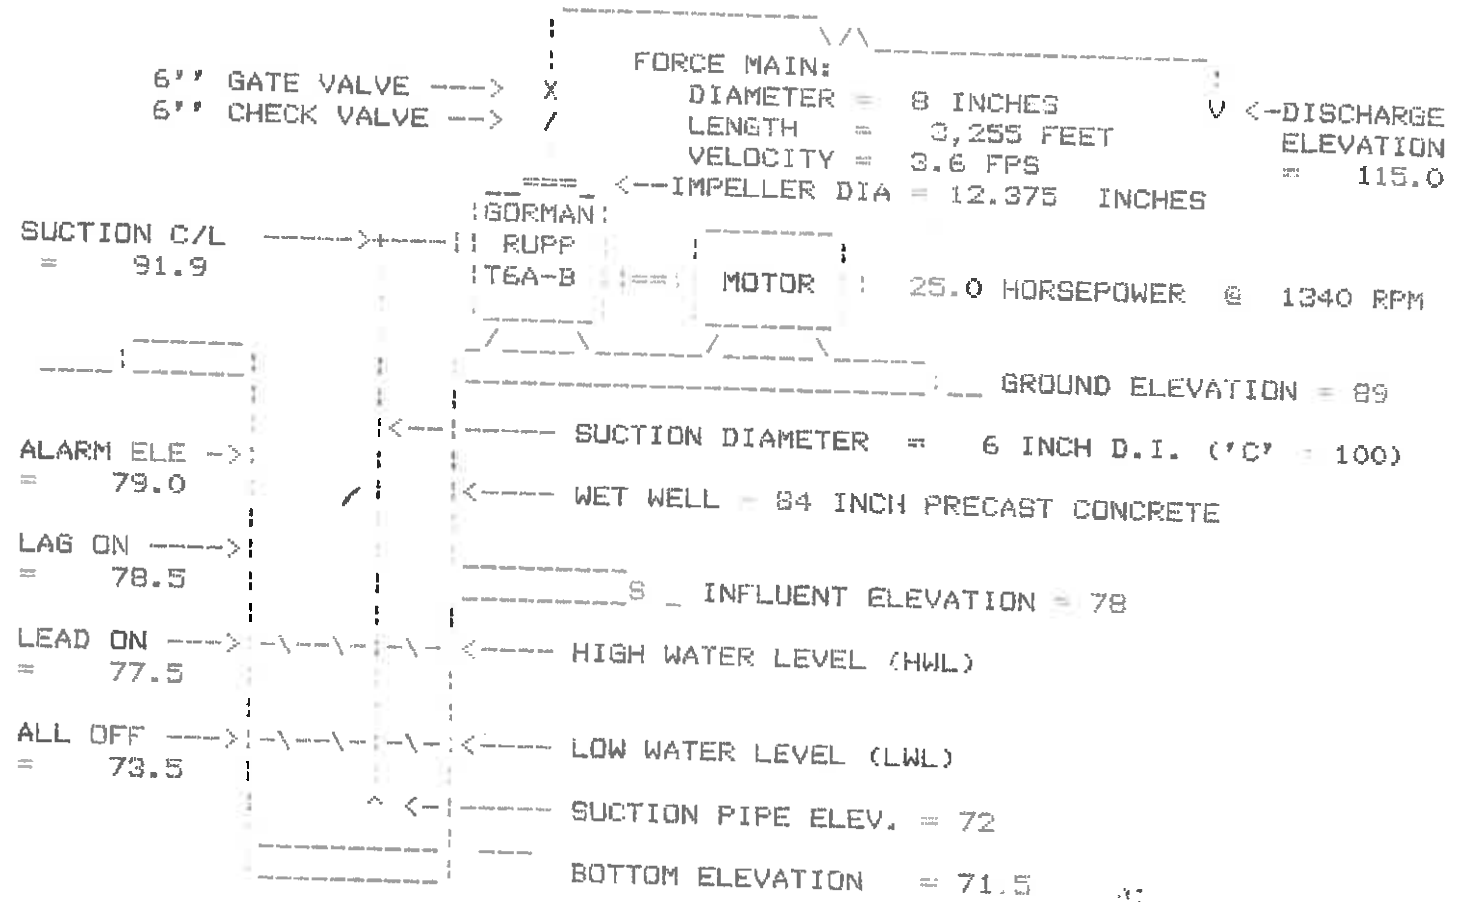 FORCE MAIN:
6'' GATE VALVE ----> X DIAMETER = 8 INCHES
6'' CHECK VALVE --> / LENGTH = 3,255 FEET
V <-DISCHARGE
ELEVATION
= 115.0
VELOCITY = 3.6 FPS
<--IMPELLER DIA = 12.375 INCHES
SUCTION C/L ------>+----
= 91.9
GORMAN
RUPP
T6A-B
MOTOR
25.0 HORSEPOWER @ 1340 RPM
GROUND ELEVATION = 89
ALARM ELE ->
= 79.0
<-- ----- SUCTION DIAMETER = 6 INCH D.I. ('C' = 100)
<----- WET WELL = 84 INCH PRECAST CONCRETE
LAG ON ----->
= 78.5
S _ INFLUENT ELEVATION = 78
LEAD ON ---->
= 77.5
<----- HIGH WATER LEVEL (HWL)
ALL OFF ---->
= 73.5
<----- LOW WATER LEVEL (LWL)
^ <- ------ SUCTION PIPE ELEV. = 72
BOTTOM ELEVATION = 71.5